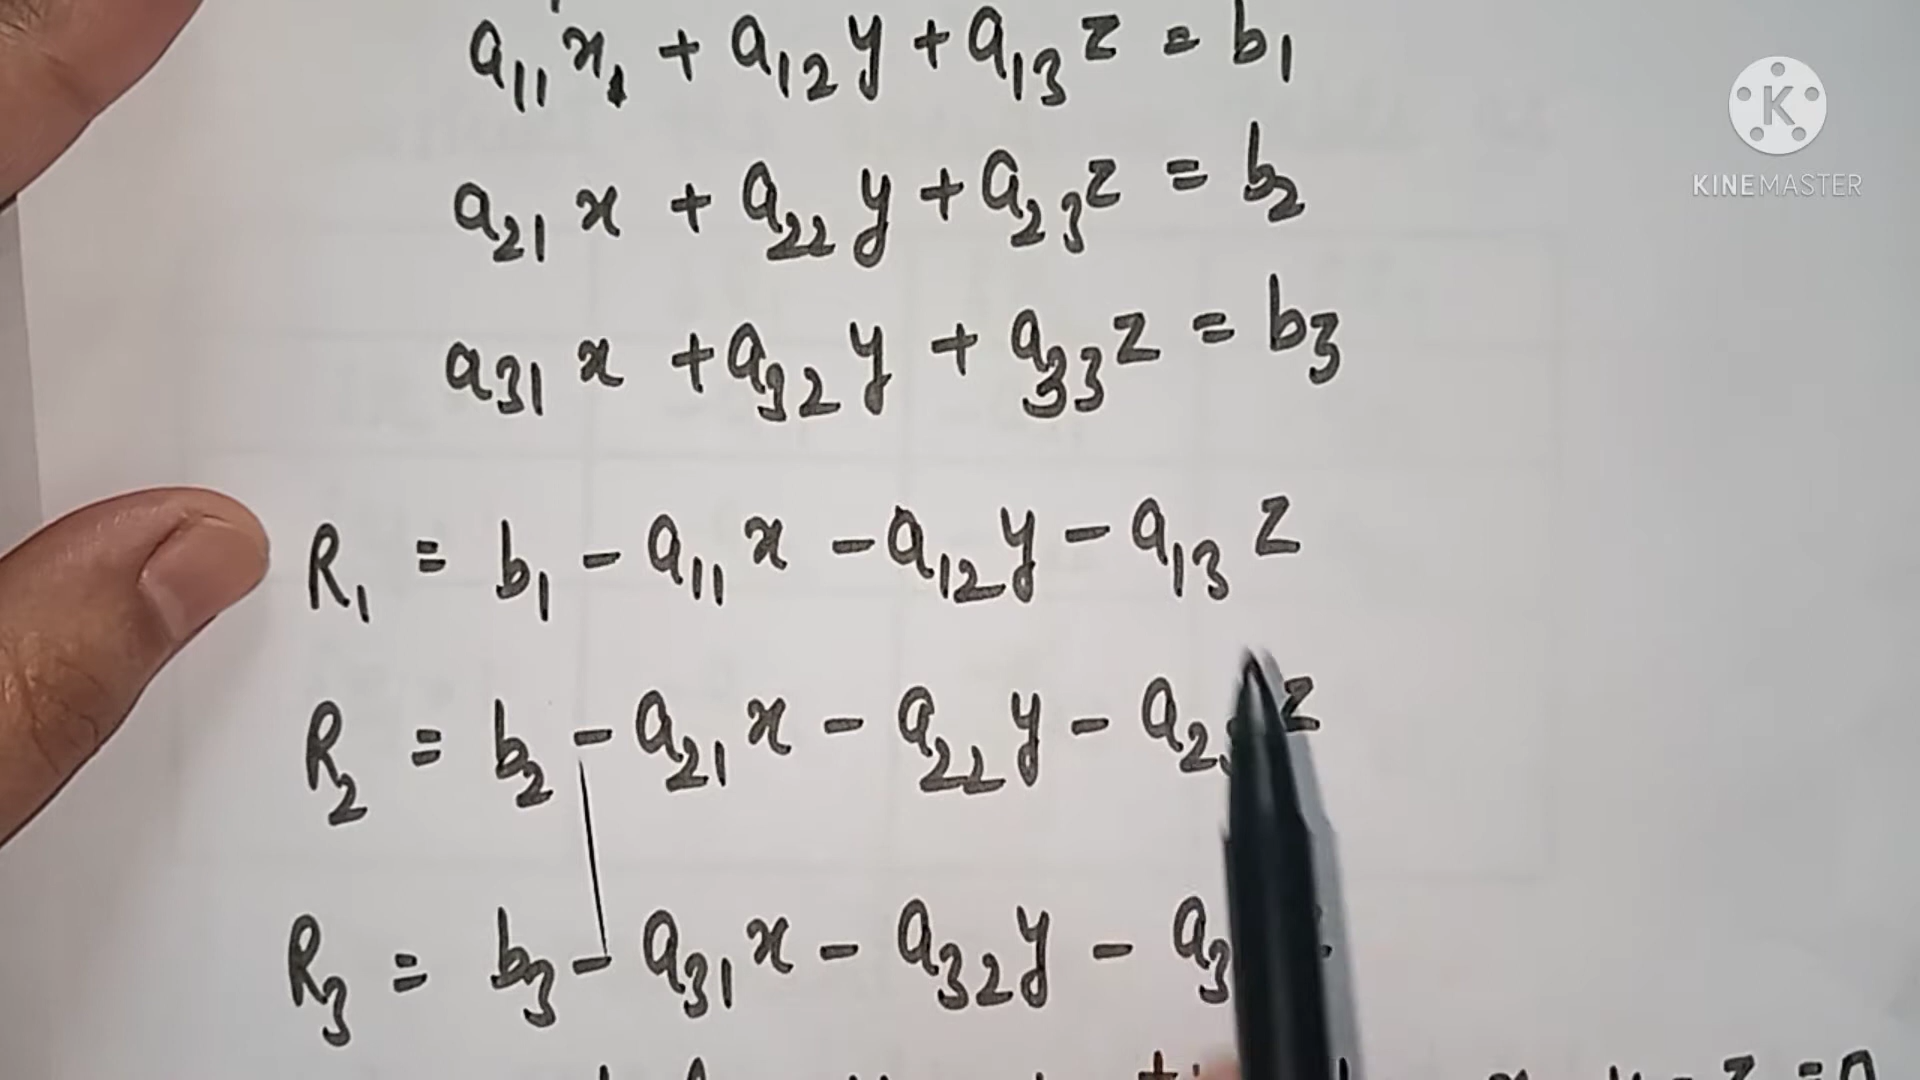 a₁₁x₁ + a₁₂y + a₁₃z = b₁
K
KINEMASTER
a₂₁x + a₂₂y + a₂₃z = b₂
a₃₁x + a₃₂y + a₃₃z = b₃
R₁ = b₁ - a₁₁x - a₁₂y - a₁₃z
R₂ = b₂ - a₂₁x - a₂₂y - a₂ z
R₃ = b₃ - a₃₁x - a₃₂y - a₃